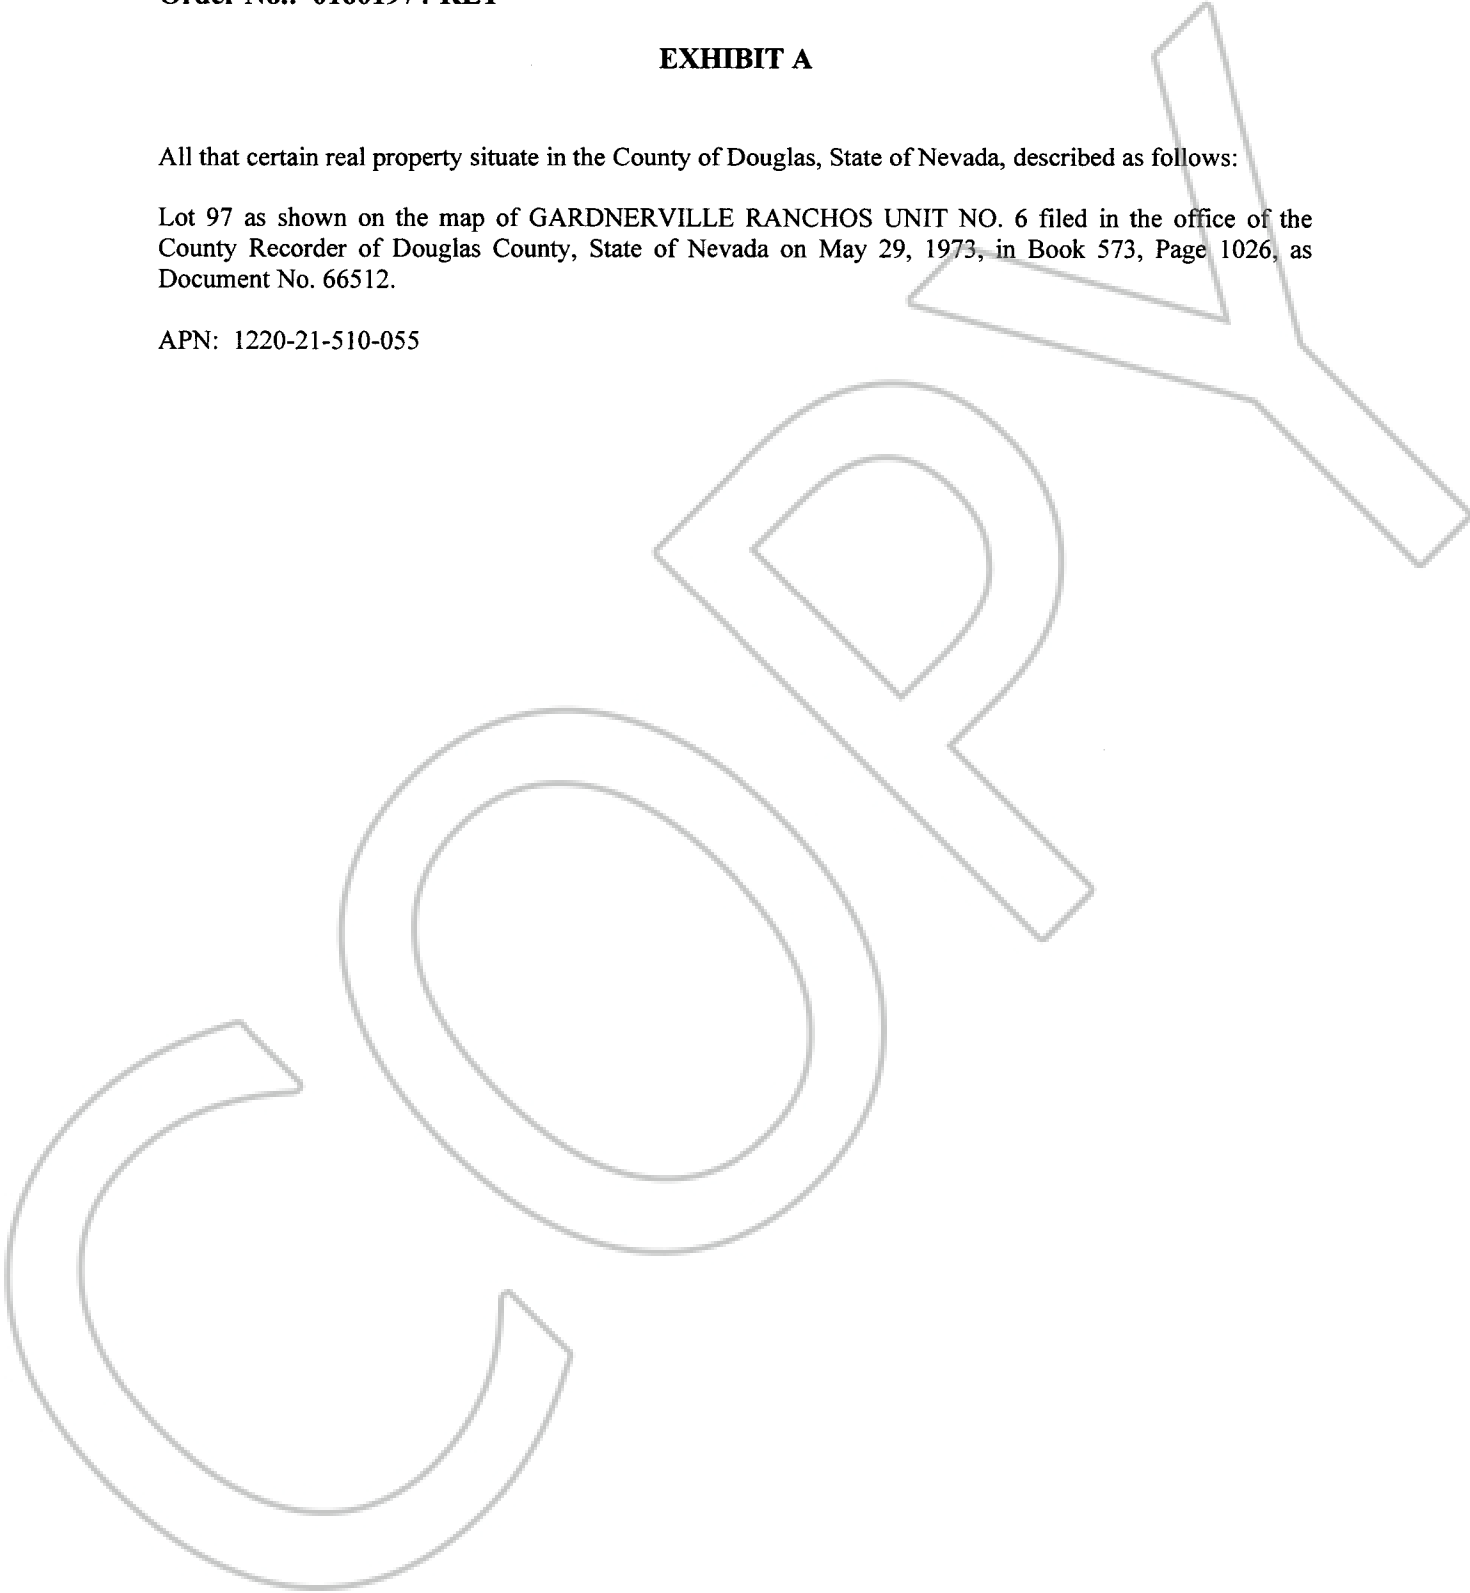 Order No.:
EXHIBIT A
All that certain real property situate in the County of Douglas, State of Nevada, described as follows:
Lot 97 as shown on the map of GARDNERVILLE RANCHOS UNIT NO. 6 filed in the office of the
County Recorder of Douglas County, State of Nevada on May 29, 1973, in Book 573, Page 1026, as
Document No. 66512.
APN: 1220-21-510-055
COPY